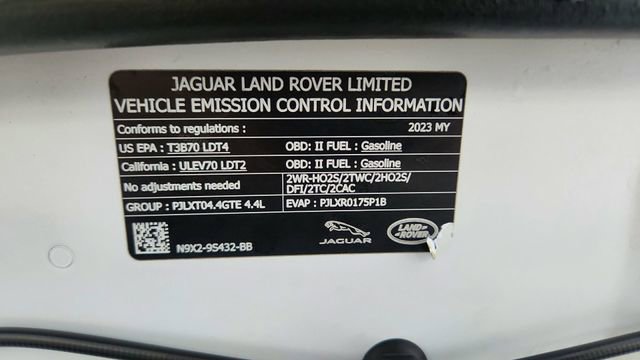 JAGUAR LAND ROVER LIMITED
VEHICLE EMISSION CONTROL INFORMATION
Conforms to regulations : 2023 MY
US EPA : T3B70 LDT4 OBD: II FUEL : Gasoline
California : ULEV70 LDT2 OBD: II FUEL : Gasoline
No adjustments needed 2WR-HO2S/2TWC/2HO2S/
DFI/2TC/2CAC
GROUP : PJLXT04.4GTE 4.4L EVAP : PJLXR0175P1B
N9X2-9S432-BB
JAGUAR
LAND
ROVER